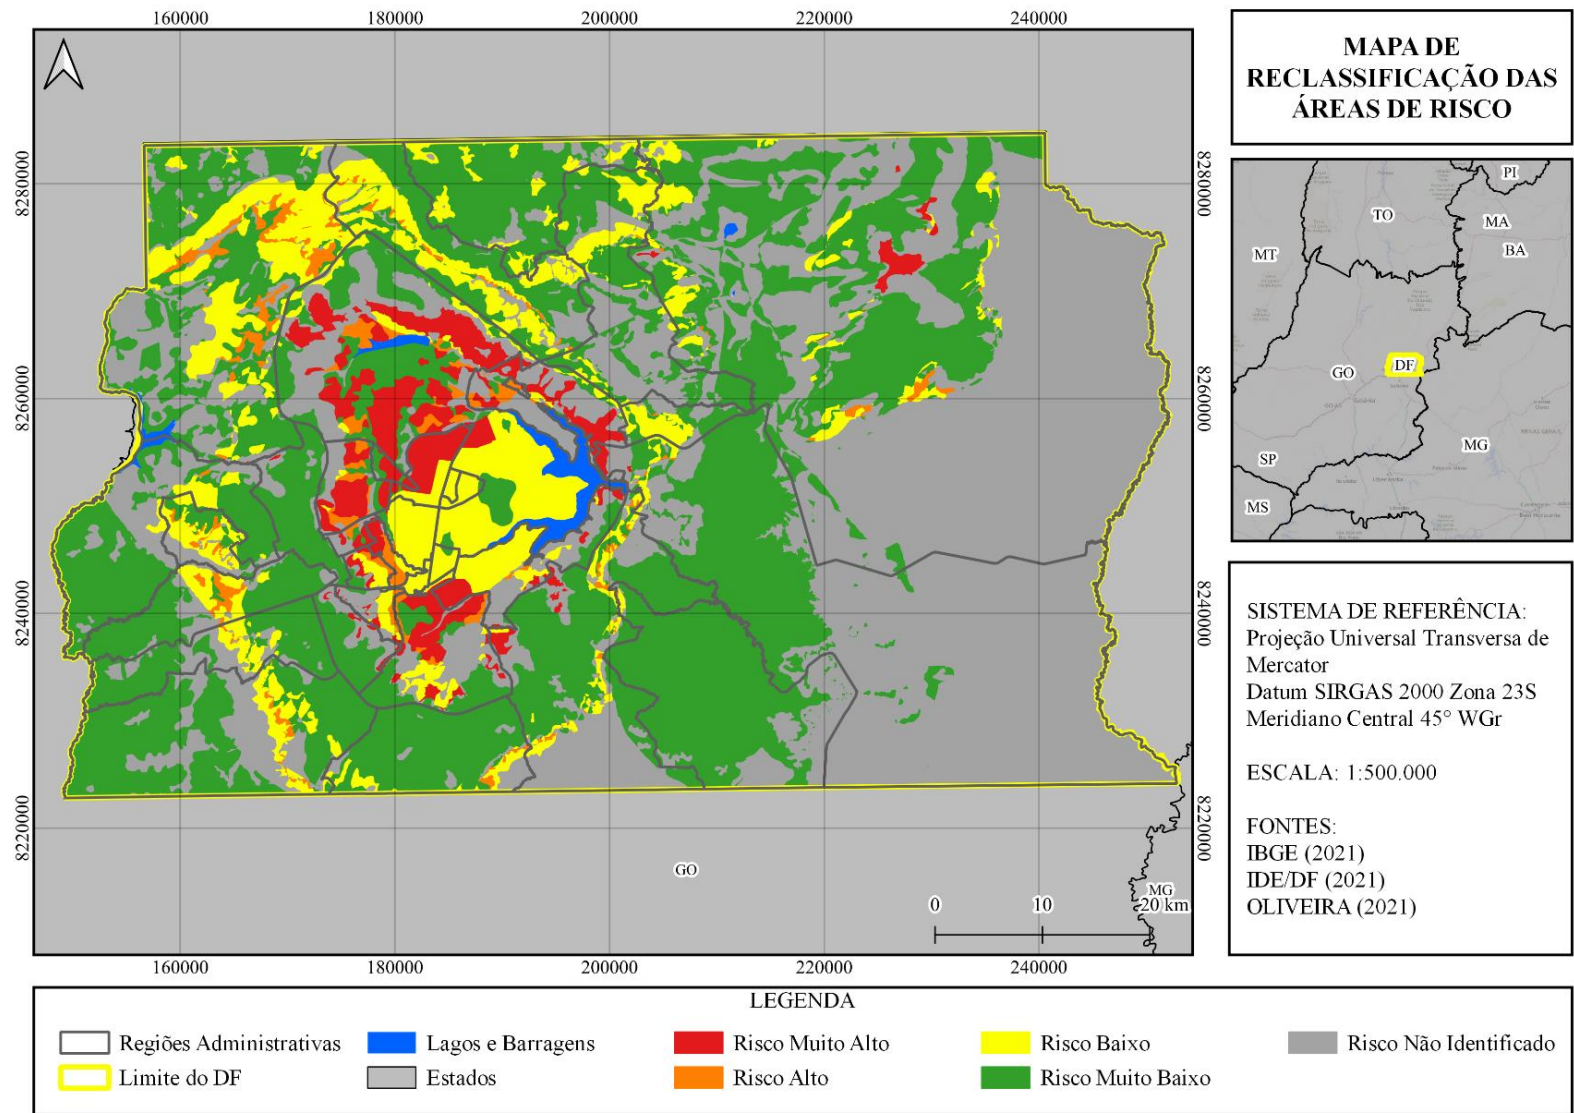 160000
180000
200000
220000
240000
8280000
8260000
8240000
8220000
8280000
8260000
8240000
8220000
GO
MG
0
10
20 km
160000
180000
200000
220000
240000
MAPA DE
RECLASSIFICAÇÃO DAS
ÁREAS DE RISCO
PI
TO
MA
MT
BA
DF
GO
MG
SP
MS
SISTEMA DE REFERÊNCIA:
Projeção Universal Transversa de
Mercator
Datum SIRGAS 2000 Zona 23S
Meridiano Central 45° WGr
ESCALA: 1:500.000
FONTES:
IBGE (2021)
IDE/DF (2021)
OLIVEIRA (2021)
LEGENDA
Regiões Administrativas
Lagos e Barragens
Risco Muito Alto
Risco Baixo
Risco Não Identificado
Limite do DF
Estados
Risco Alto
Risco Muito Baixo